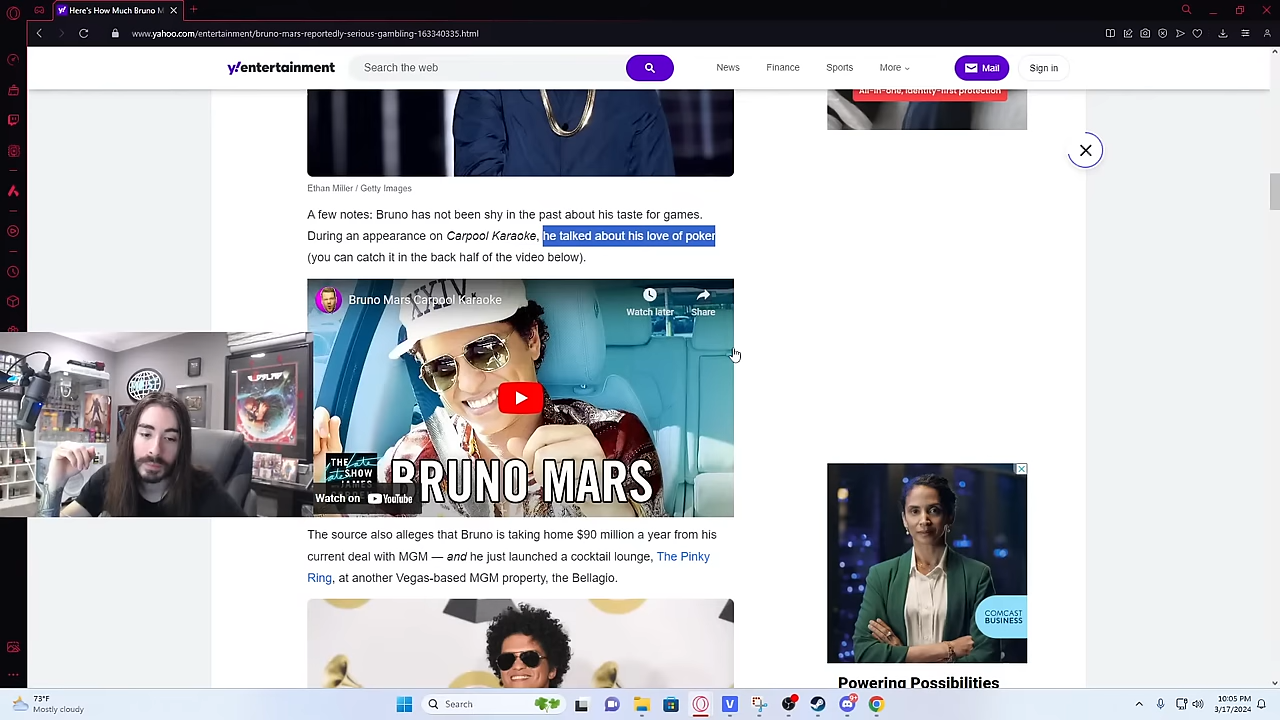 Here's How Much Bruno M
www.yahoo.com/entertainment/bruno-mars-reportedly-serious-gambling-163340335.html
y!entertainment
Search the web
News
Finance
Sports
More
Mail
Sign in
All-in-one, identity-first protection
Ethan Miller / Getty Images
A few notes: Bruno has not been shy in the past about his taste for games.
During an appearance on Carpool Karaoke, he talked about his love of poker
(you can catch it in the back half of the video below).
Bruno Mars Carpool Karaoke
Watch later
Share
XXIV
THE
LATE LATE
SHOW
BRUNO MARS
Watch on YouTube
The source also alleges that Bruno is taking home $90 million a year from his
current deal with MGM — and he just launched a cocktail lounge, The Pinky
Ring, at another Vegas-based MGM property, the Bellagio.
COMCAST
BUSINESS
Powering Possibilities
73°F
Mostly cloudy
Search
10:05 PM
3/17/2024